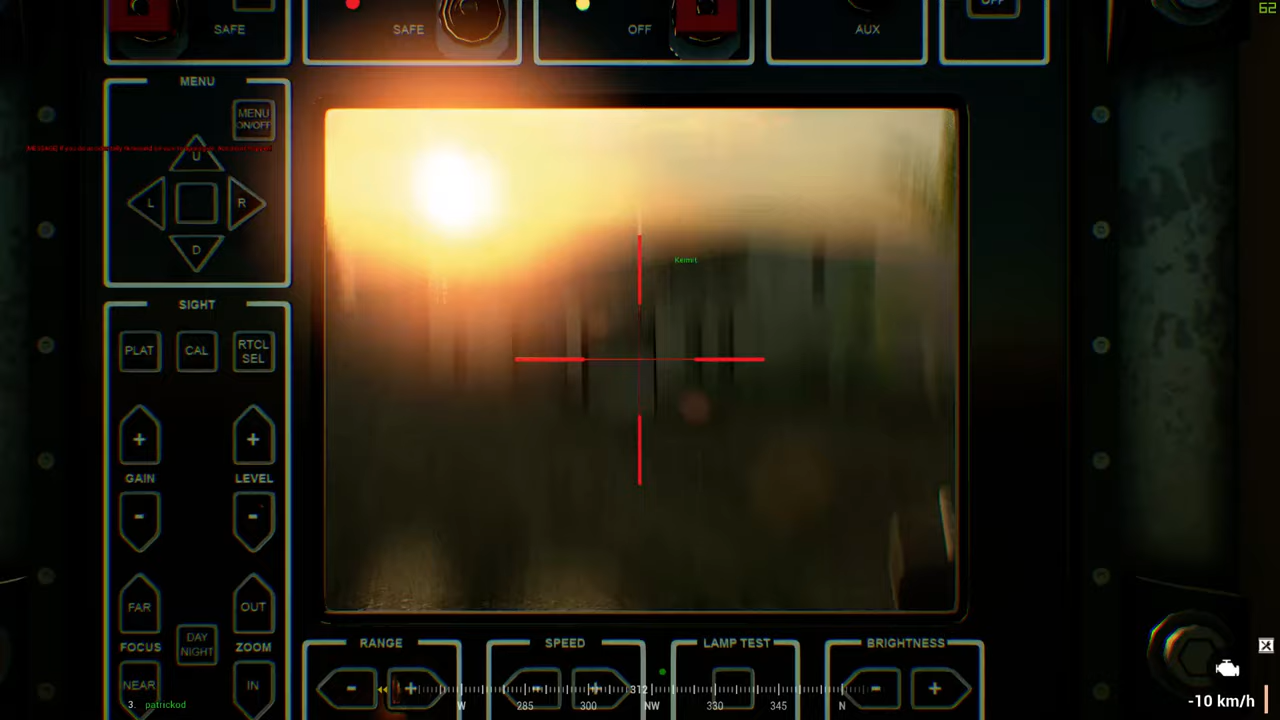 62
SAFE
SAFE
OFF
AUX
OFF
MENU
MENU
ON/OFF
U
L
R
D
Kermit
SIGHT
PLAT
CAL
RTCL
SEL
+
+
GAIN
LEVEL
-
-
FAR
OUT
FOCUS
DAY
NIGHT
ZOOM
NEAR
IN
RANGE
SPEED
LAMP TEST
BRIGHTNESS
-
+
-
+
-
+
312
W
285
300
NW
330
345
N
3. patrickod
-10 km/h